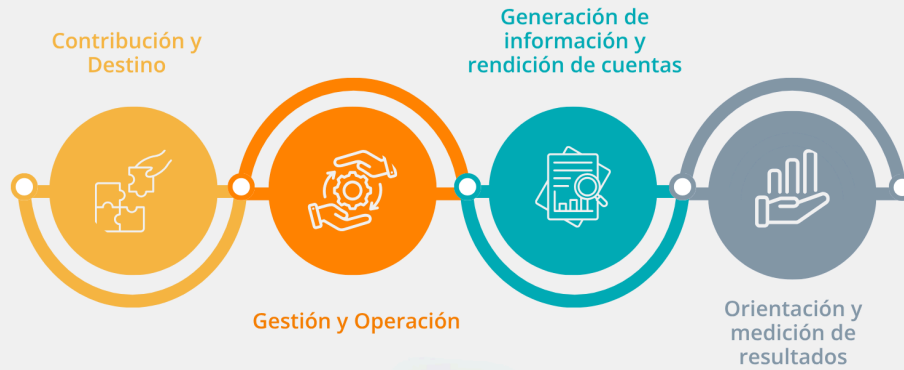 Contribución y
Destino
Gestión y Operación
Generación de
información y
rendición de cuentas
Orientación y
medición de
resultados